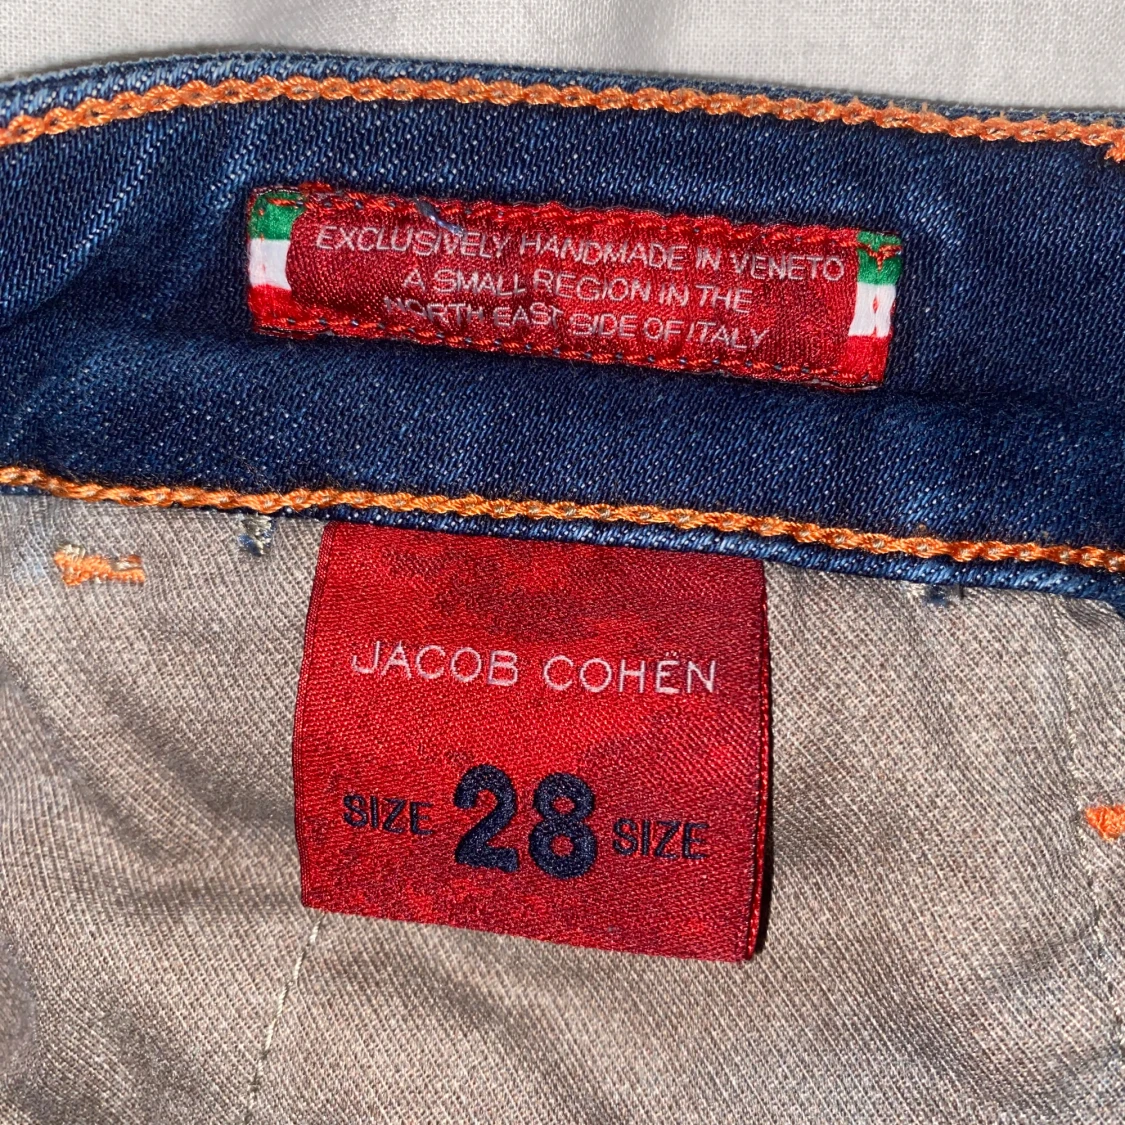 EXCLUSIVELY HANDMADE IN VENETO
A SMALL REGION IN THE
NORTH EAST SIDE OF ITALY
JACOB COHËN
SIZE 28 SIZE